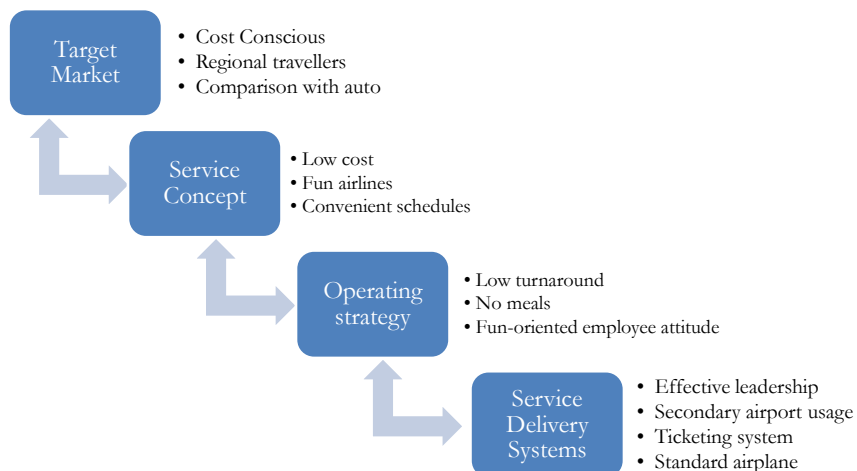 Target
Market
• Cost Conscious
• Regional travellers
• Comparison with auto
Service
Concept
• Low cost
• Fun airlines
• Convenient schedules
Operating
strategy
• Low turnaround
• No meals
• Fun-oriented employee attitude
Service
Delivery
Systems
• Effective leadership
• Secondary airport usage
• Ticketing system
• Standard airplane